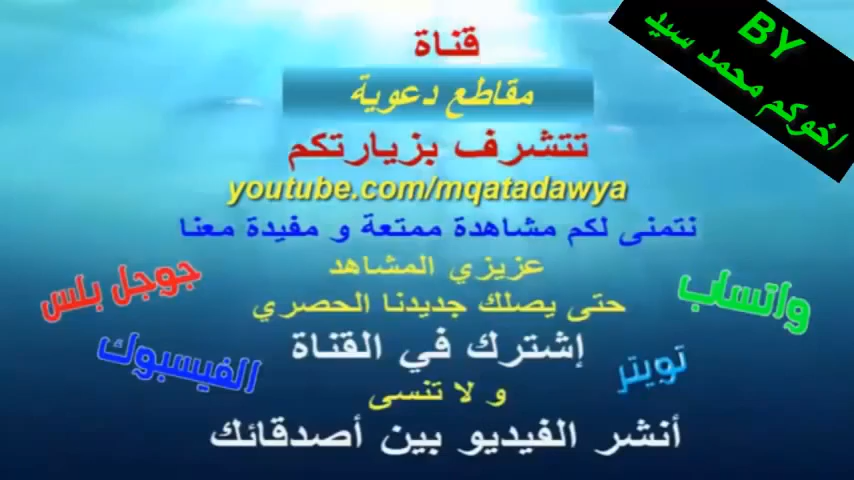 قناة
مقاطع دعوية
تتشرف بزيارتكم
youtube.com/mqatadawya
نتمنى لكم مشاهدة ممتعة و مفيدة معنا
عزيزي المشاهد
حتى يصلك جديدنا الحصري
إشترك في القناة
و لا تنسى
أنشر الفيديو بين أصدقائك
جوجل بلس
الفيسبوك
واتساب
تويتر
BY
اخوكم محمد سيد